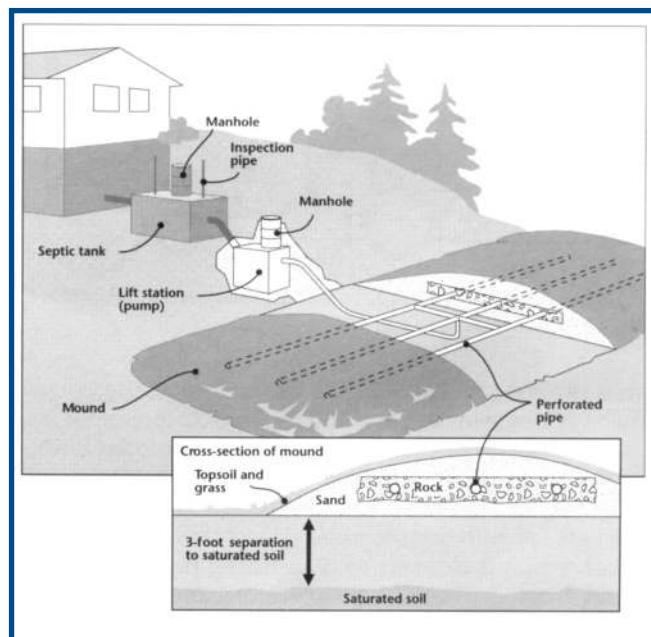 Manhole
Inspection
pipe
Manhole
Septic tank
Lift station
(pump)
Mound
Perforated
pipe
Cross-section of mound
Topsoil and
grass
Sand
Rock
3-foot separation
to saturated soil
Saturated soil